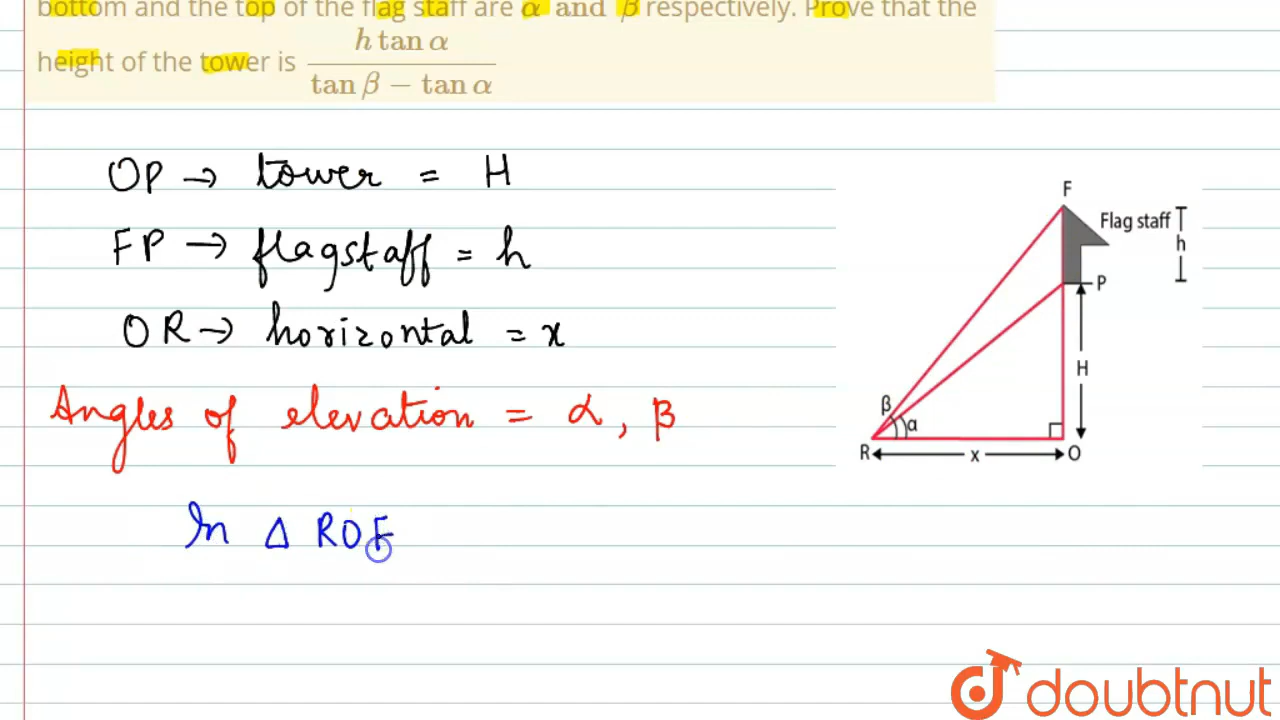 bottom and the top of the flag staff are α and β respectively. Prove that the
height of the tower is h tan α / tan β − tan α
OP → tower = H
FP → flagstaff = h
OR → horizontal = x
Angles of elevation = α, β
In Δ ROF
F
Flag staff
h
P
H
β
α
R
x
O
doubtnut